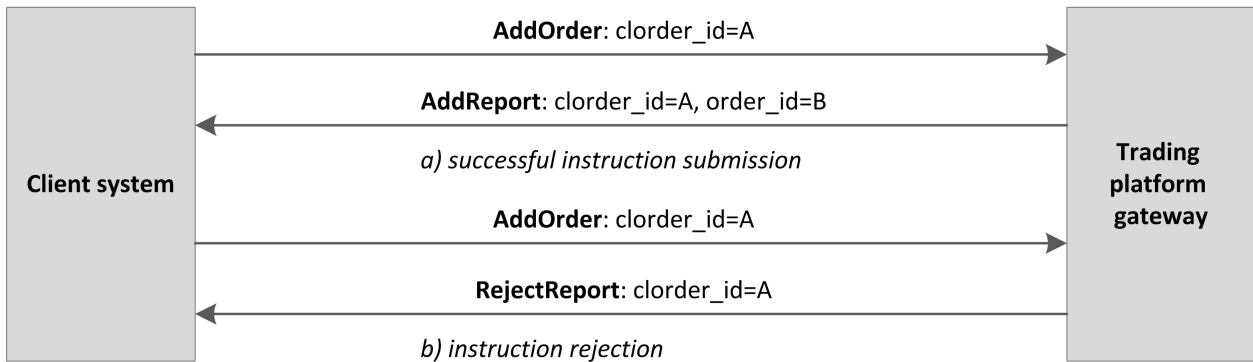 AddOrder: clorder_id=A
AddReport: clorder_id=A, order_id=B
a) successful instruction submission
Client system
Trading
platform
gateway
AddOrder: clorder_id=A
RejectReport: clorder_id=A
b) instruction rejection